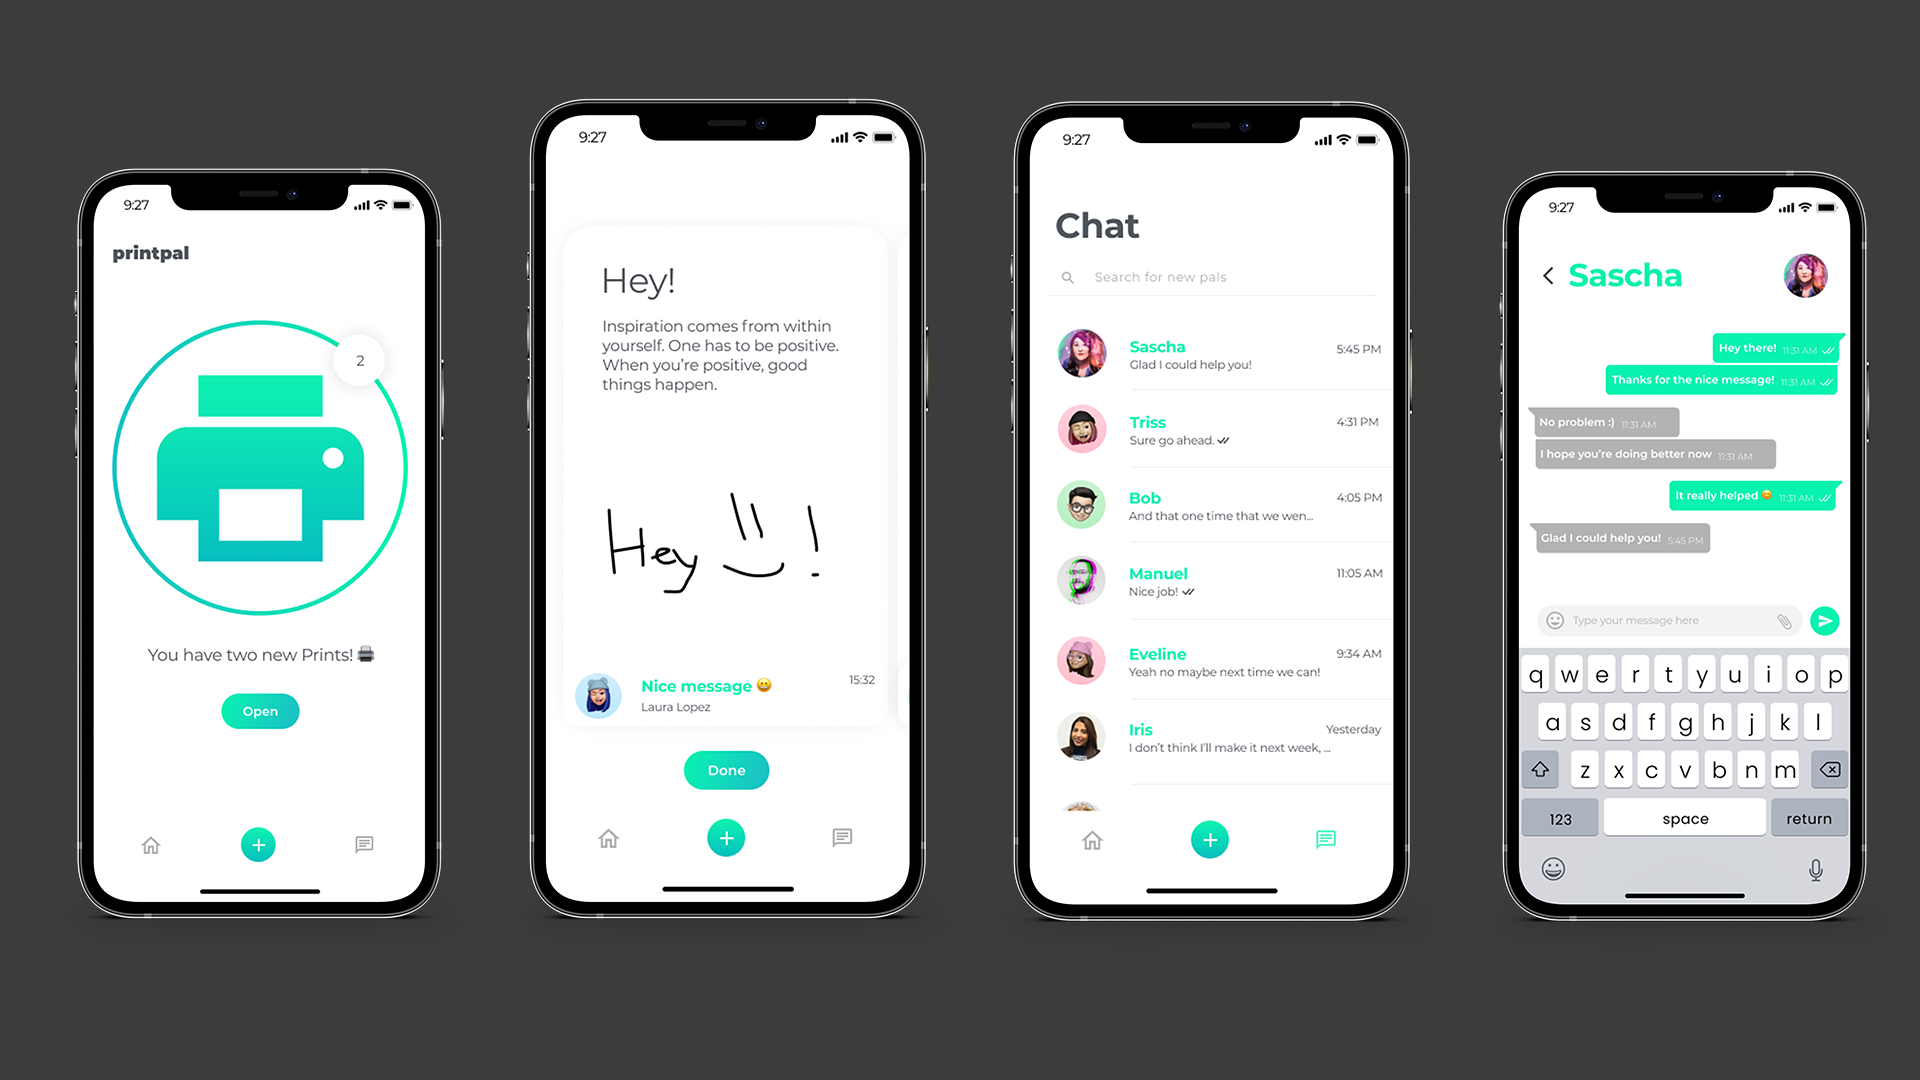 9:27
printpal
2
You have two new Prints! 🖨
Open
9:27
Hey!
Inspiration comes from within
yourself. One has to be positive.
When you're positive, good
things happen.
Hey !
Nice message 😄
15:32
Laura Lopez
Done
9:27
Chat
Search for new pals
Sascha
5:45 PM
Glad I could help you!
Triss
4:31 PM
Sure go ahead.
Bob
4:05 PM
And that one time that we wen...
Manuel
11:05 AM
Nice job!
Eveline
9:34 AM
Yeah no maybe next time we can!
Iris
Yesterday
I don't think I'll make it next week, ...
9:27
Sascha
Hey there! 11:31 AM
Thanks for the nice message! 11:31 AM
No problem :) 11:31 AM
I hope you're doing better now 11:31 AM
It really helped 😊 11:31 AM
Glad I could help you! 5:45 PM
Type your message here
q w e r t y u i o p
a s d f g h j k l
z x c v b n m
123 space return